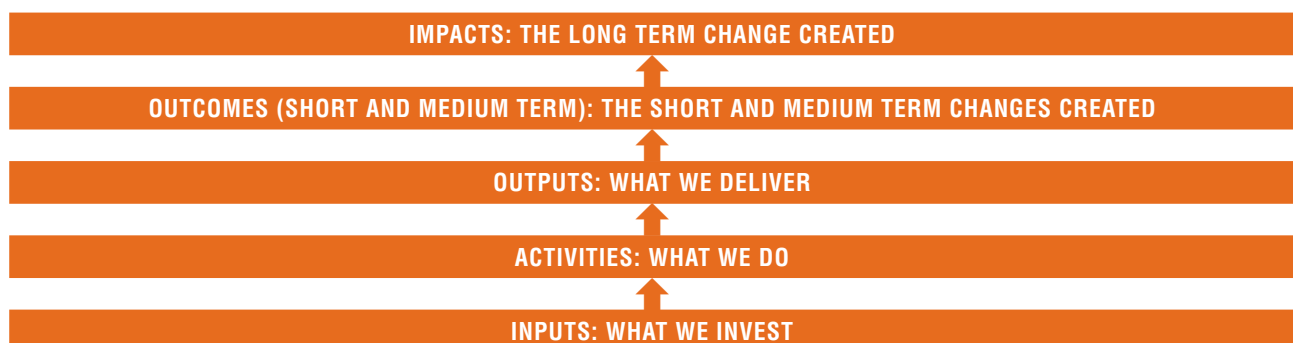 IMPACTS: THE LONG TERM CHANGE CREATED
OUTCOMES (SHORT AND MEDIUM TERM): THE SHORT AND MEDIUM TERM CHANGES CREATED
OUTPUTS: WHAT WE DELIVER
ACTIVITIES: WHAT WE DO
INPUTS: WHAT WE INVEST